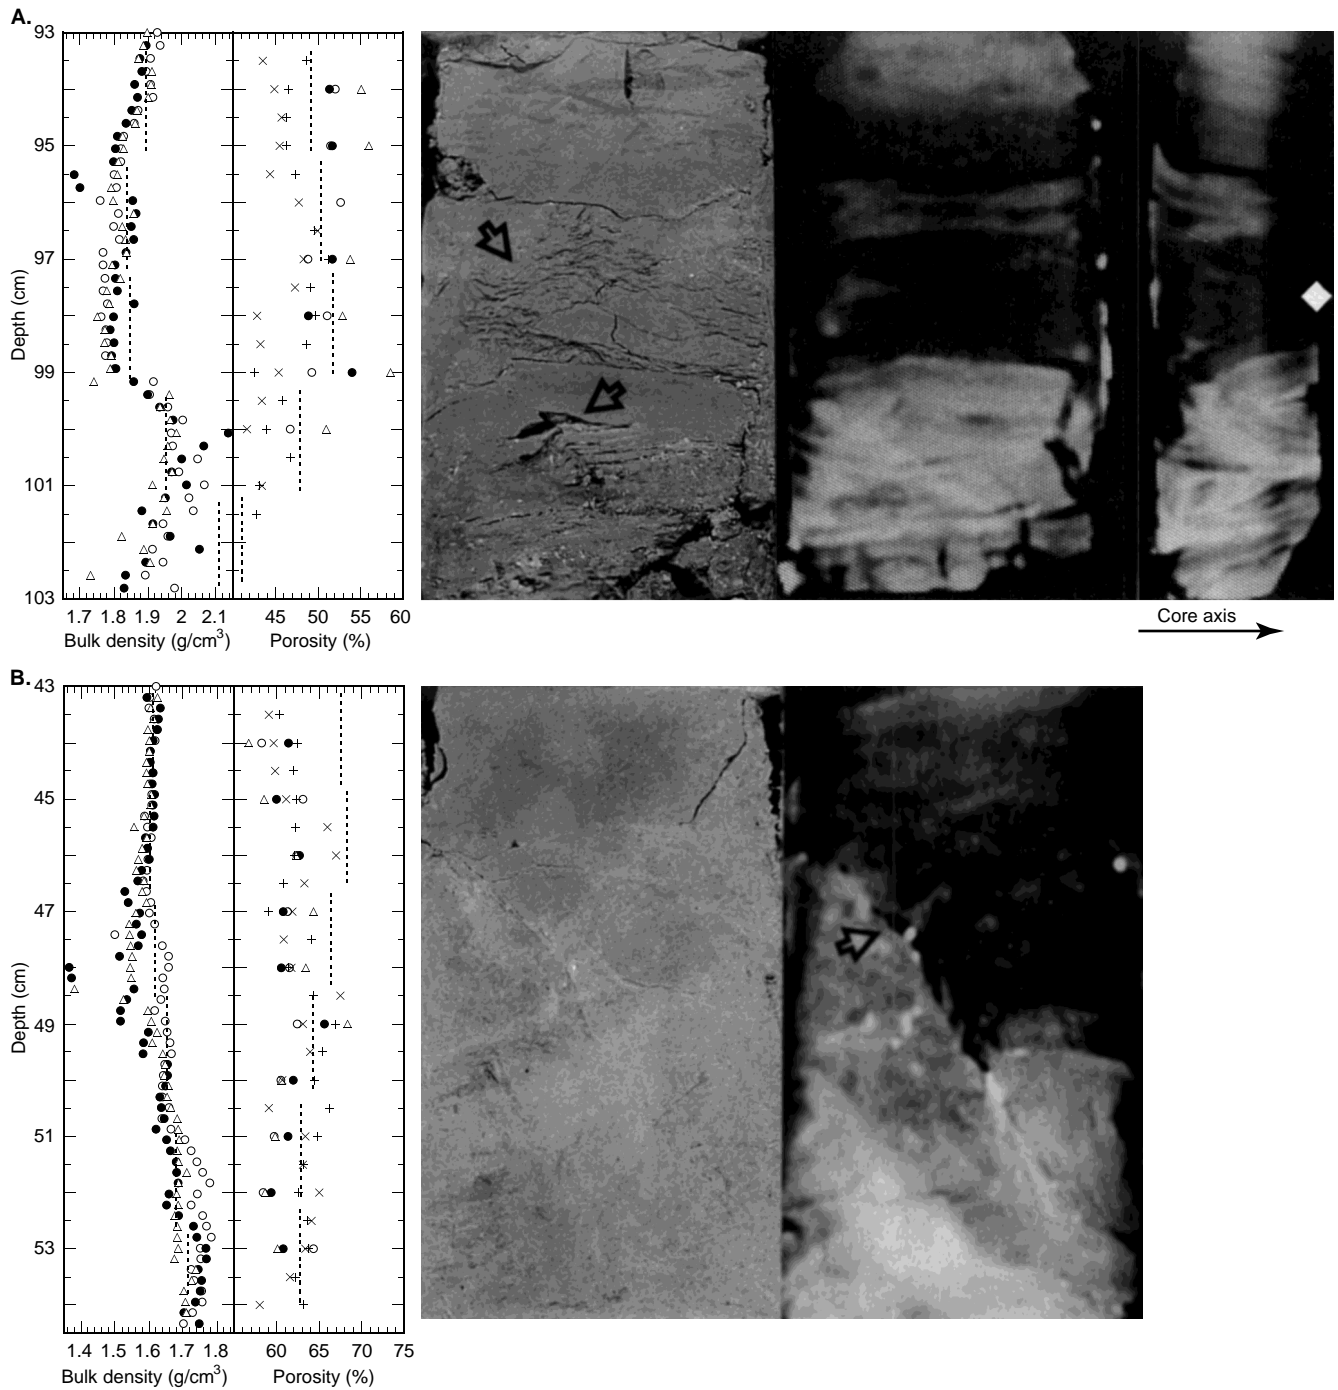 A.
93
95
97
99
101
103
Depth (cm)
1.7 1.8 1.9 2 2.1 45 50 55 60
Bulk density (g/cm3) Porosity (%)
Core axis
B.
43
45
47
49
51
53
Depth (cm)
1.4 1.5 1.6 1.7 1.8 60 65 70 75
Bulk density (g/cm3) Porosity (%)